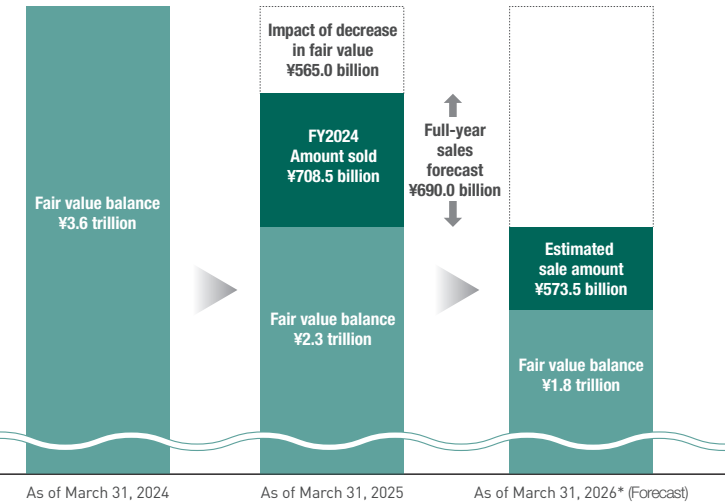 Fair value balance
¥3.6 trillion
Impact of decrease
in fair value
¥565.0 billion
FY2024
Amount sold
¥708.5 billion
Fair value balance
¥2.3 trillion
Full-year
sales
forecast
¥690.0 billion
Estimated
sale amount
¥573.5 billion
Fair value balance
¥1.8 trillion
As of March 31, 2024
As of March 31, 2025
As of March 31, 2026* (Forecast)